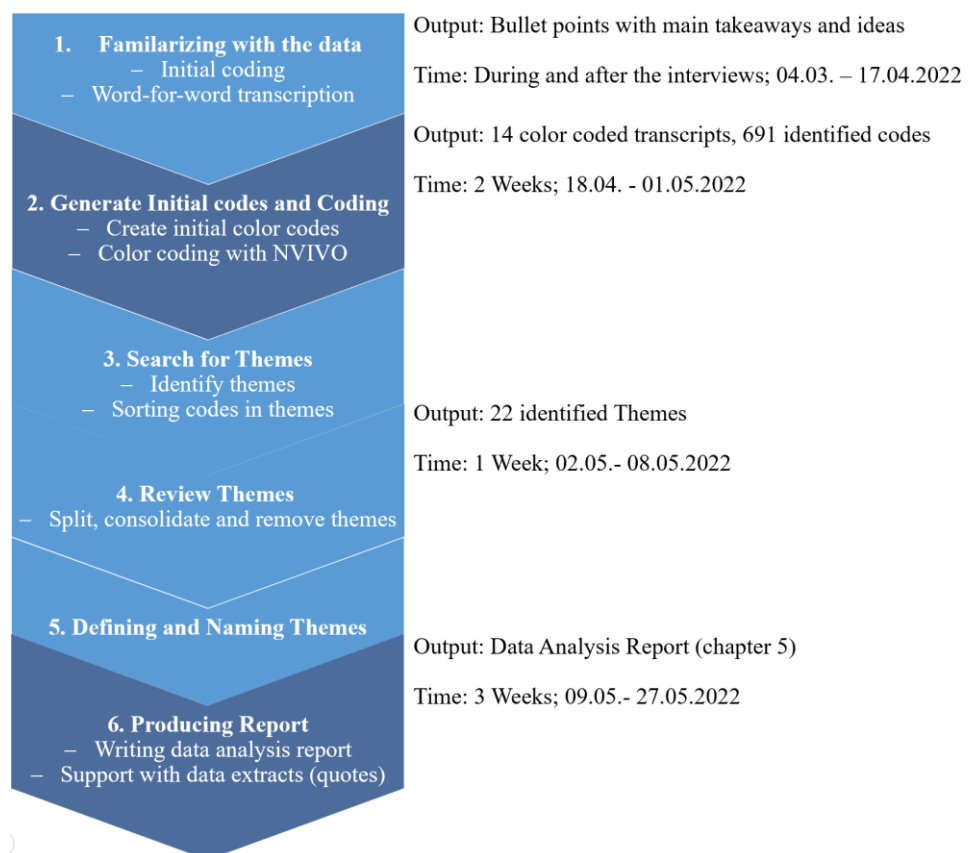 1. Familarizing with the data
– Initial coding
– Word-for-word transcription
Output: Bullet points with main takeaways and ideas
Time: During and after the interviews; 04.03. – 17.04.2022
2. Generate Initial codes and Coding
– Create initial color codes
– Color coding with NVIVO
Output: 14 color coded transcripts, 691 identified codes
Time: 2 Weeks; 18.04. - 01.05.2022
3. Search for Themes
– Identify themes
– Sorting codes in themes
4. Review Themes
– Split, consolidate and remove themes
5. Defining and Naming Themes
Output: 22 identified Themes
Time: 1 Week; 02.05.- 08.05.2022
6. Producing Report
– Writing data analysis report
– Support with data extracts (quotes)
Output: Data Analysis Report (chapter 5)
Time: 3 Weeks; 09.05.- 27.05.2022